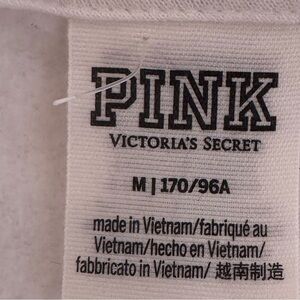 PINK
VICTORIA'S SECRET
M | 170/96A
made in Vietnam/fabriqué au
Vietnam/hecho en Vietnam/
fabbricato in Vietnam/ 越南制造